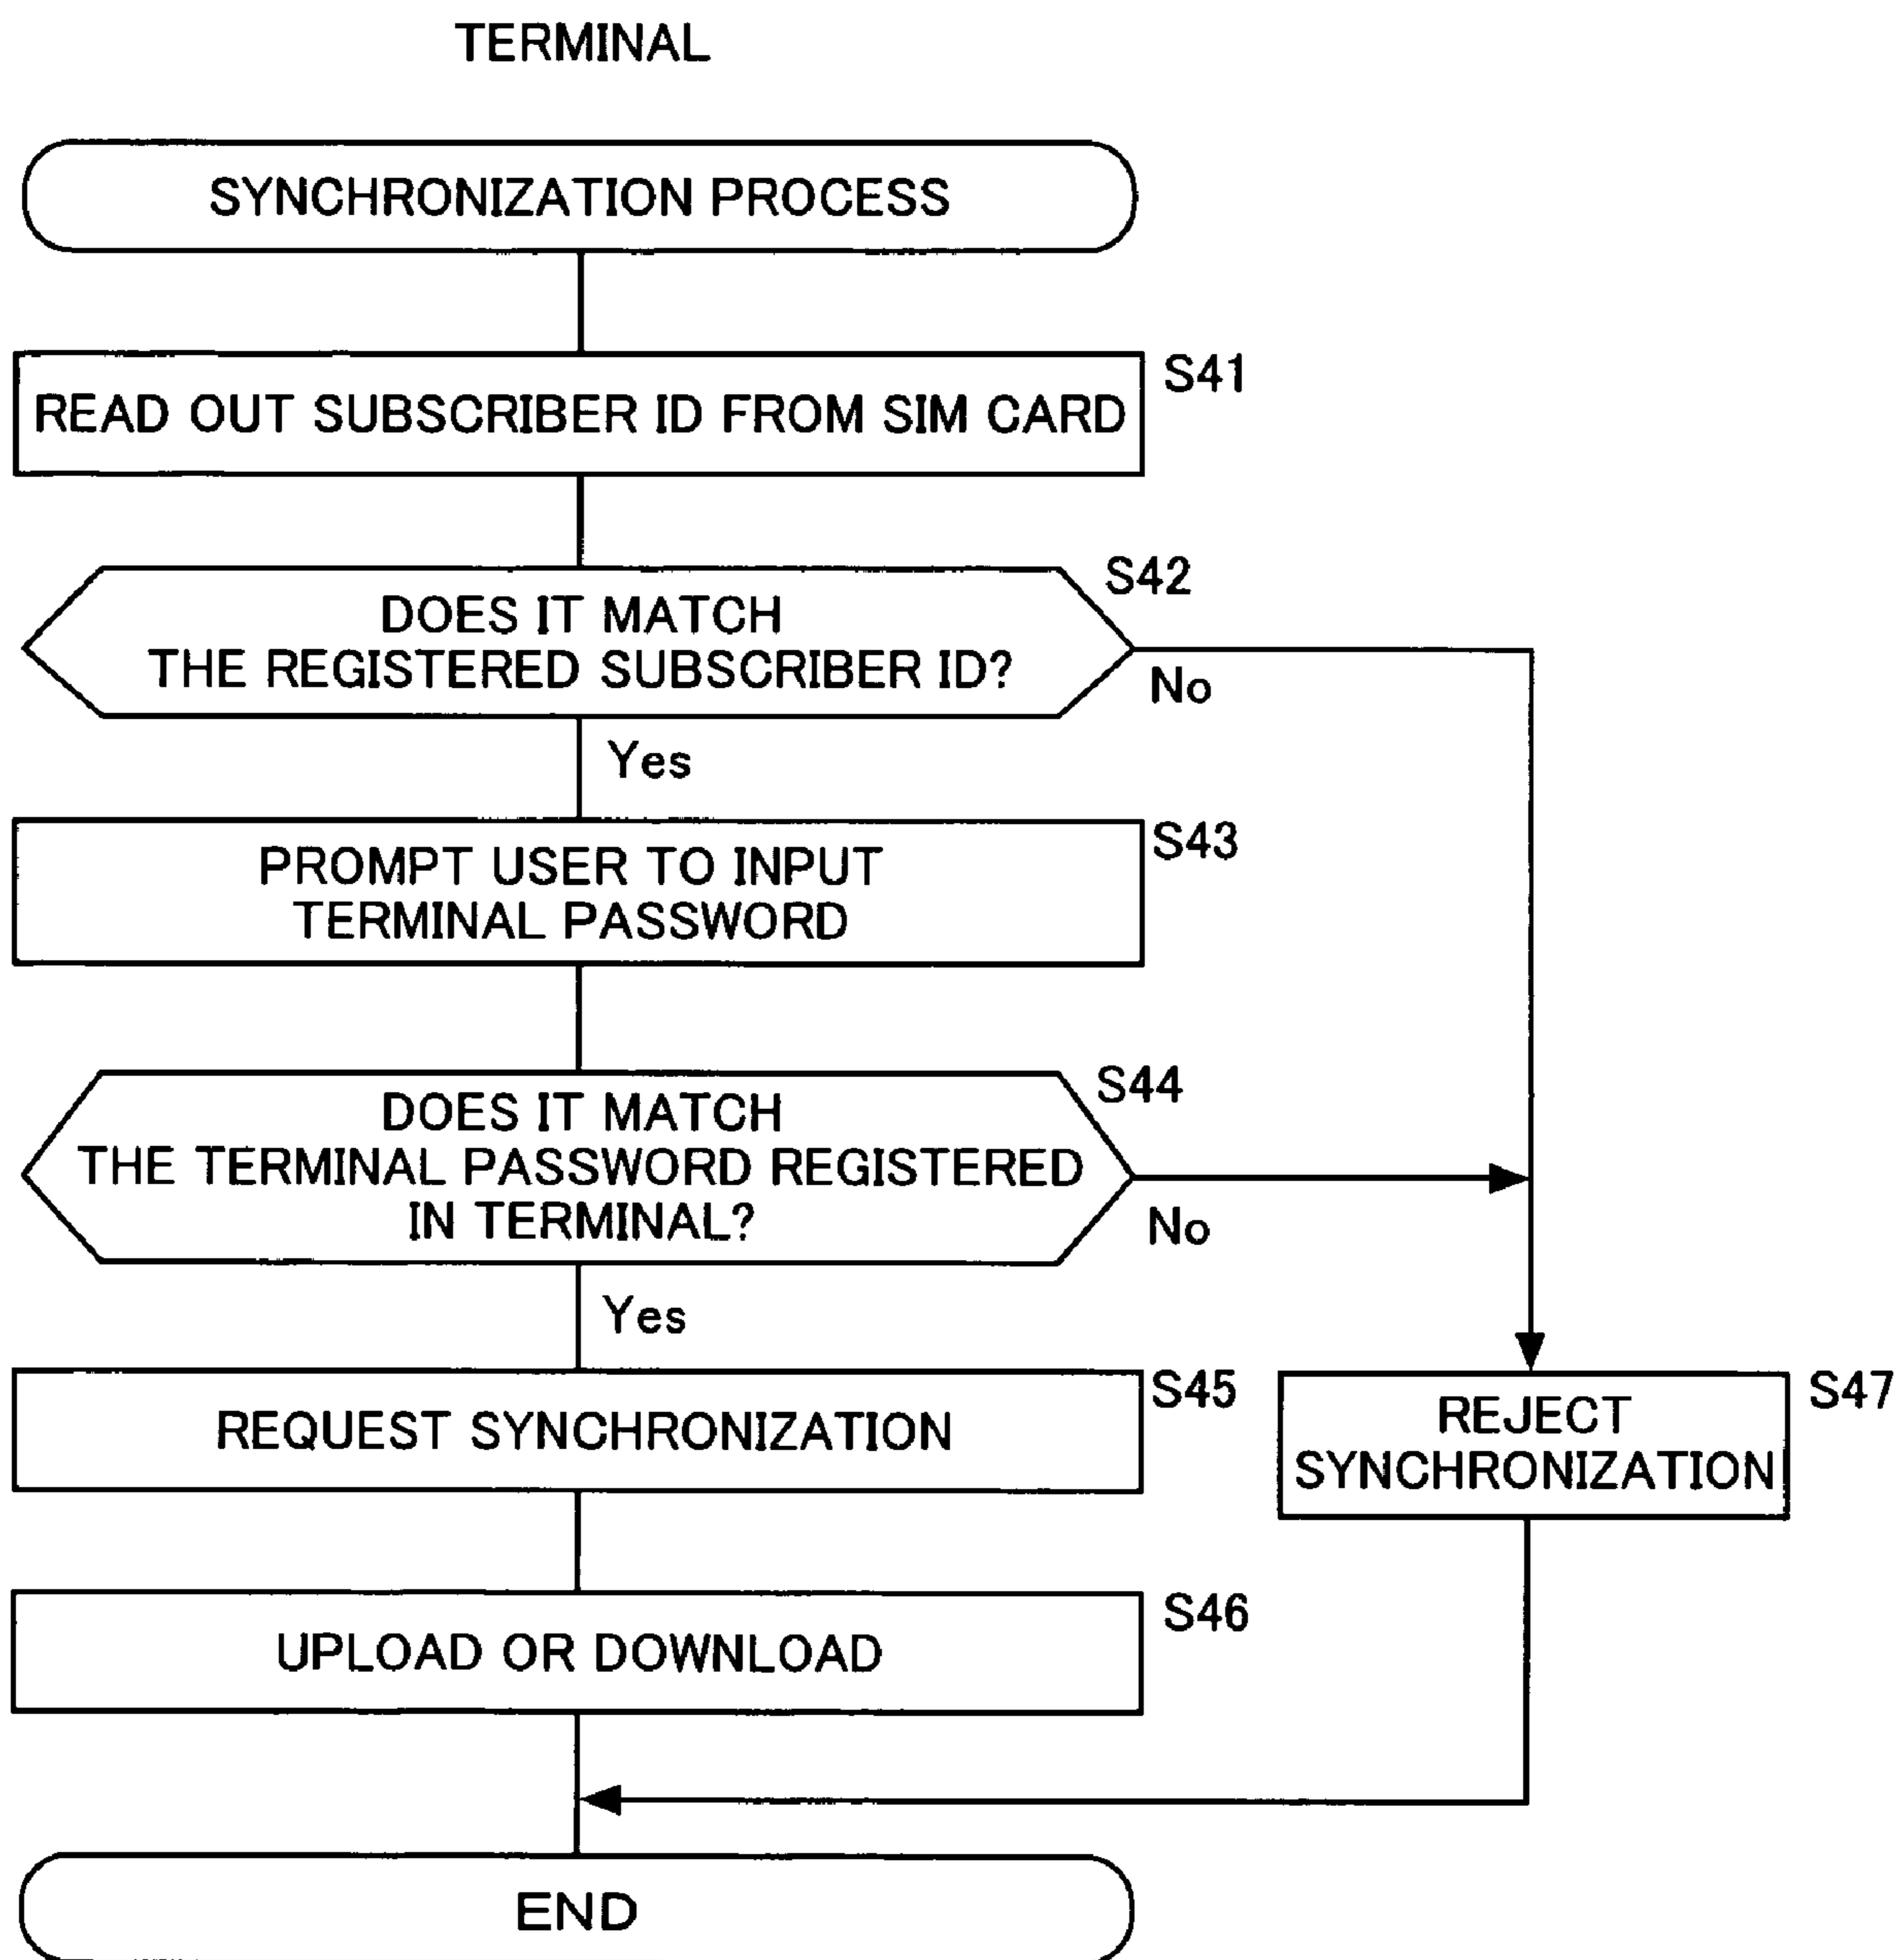 TERMINAL
SYNCHRONIZATION PROCESS
S41
READ OUT SUBSCRIBER ID FROM SIM CARD
S42
DOES IT MATCH
THE REGISTERED SUBSCRIBER ID?
No
Yes
S43
PROMPT USER TO INPUT
TERMINAL PASSWORD
S44
DOES IT MATCH
THE TERMINAL PASSWORD REGISTERED
IN TERMINAL?
No
Yes
S45
REQUEST SYNCHRONIZATION
S47
REJECT
SYNCHRONIZATION
S46
UPLOAD OR DOWNLOAD
END